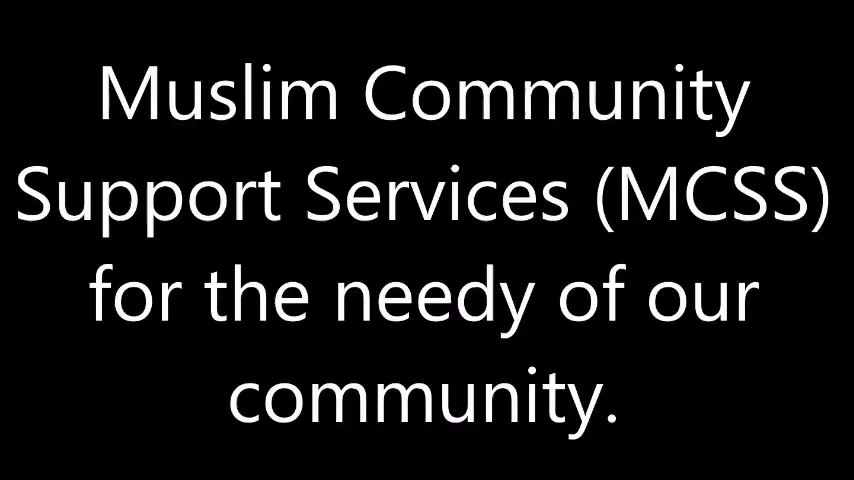 Muslim Community
Support Services (MCSS)
for the needy of our
community.